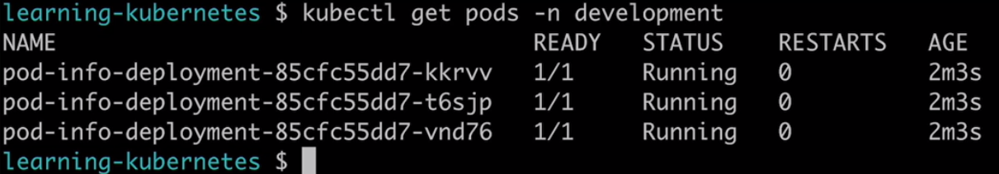 learning-kubernetes $ kubectl get pods -n development
NAME READY STATUS RESTARTS AGE
pod-info-deployment-85cfc55dd7-kkrvv 1/1 Running 0 2m3s
pod-info-deployment-85cfc55dd7-t6sjp 1/1 Running 0 2m3s
pod-info-deployment-85cfc55dd7-vnd76 1/1 Running 0 2m3s
learning-kubernetes $